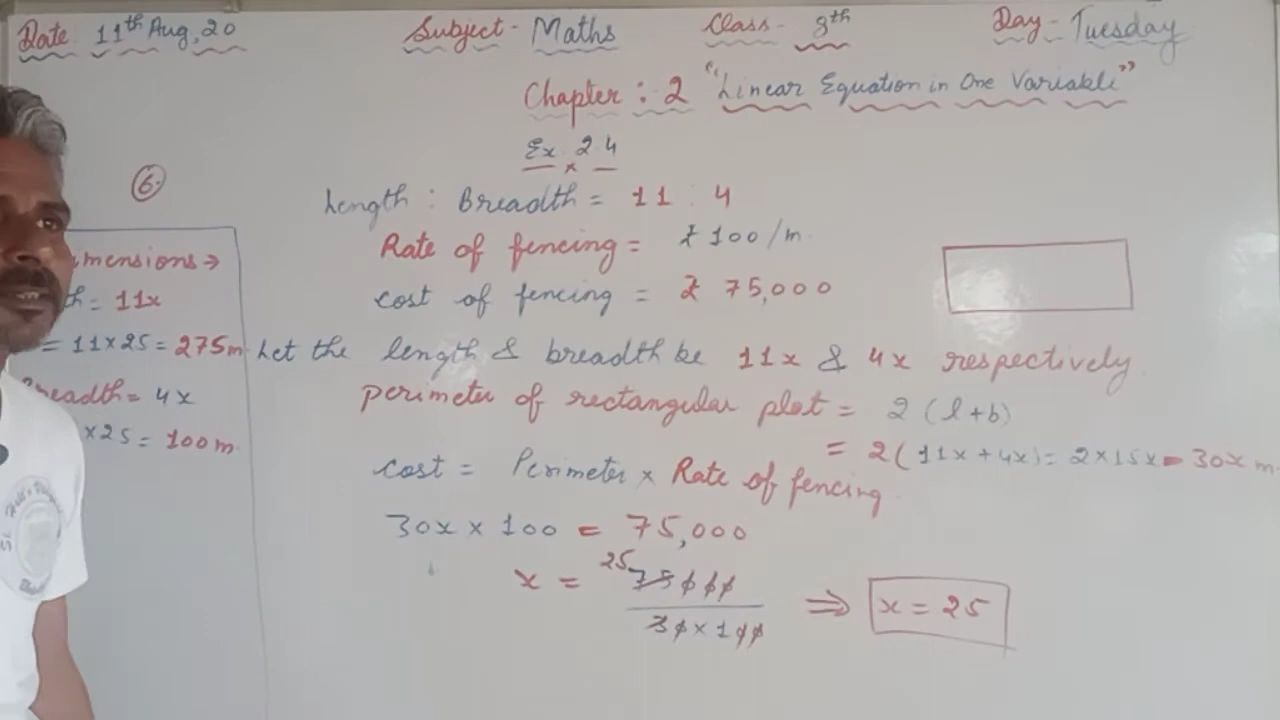 Date 11th Aug, 20 Subject - Maths Class - 8th Day - Tuesday
Chapter : 2 "Linear Equation in One Variable"
Ex 2.4
6.
Length : Breadth = 11 : 4
Rate of fencing = ₹ 100/m
cost of fencing = ₹ 75,000
Let the length & breadth be 11x & 4x respectively
perimeter of rectangular plot = 2 (l+b)
= 2(11x+4x) = 2×15x = 30x m
cost = Perimeter × Rate of fencing
30x × 100 = 75,000
x = 25 75000
30×100
⇒ x = 25
mensions →
h = 11x
= 11×25 = 275m
Breadth = 4x
×25 = 100m